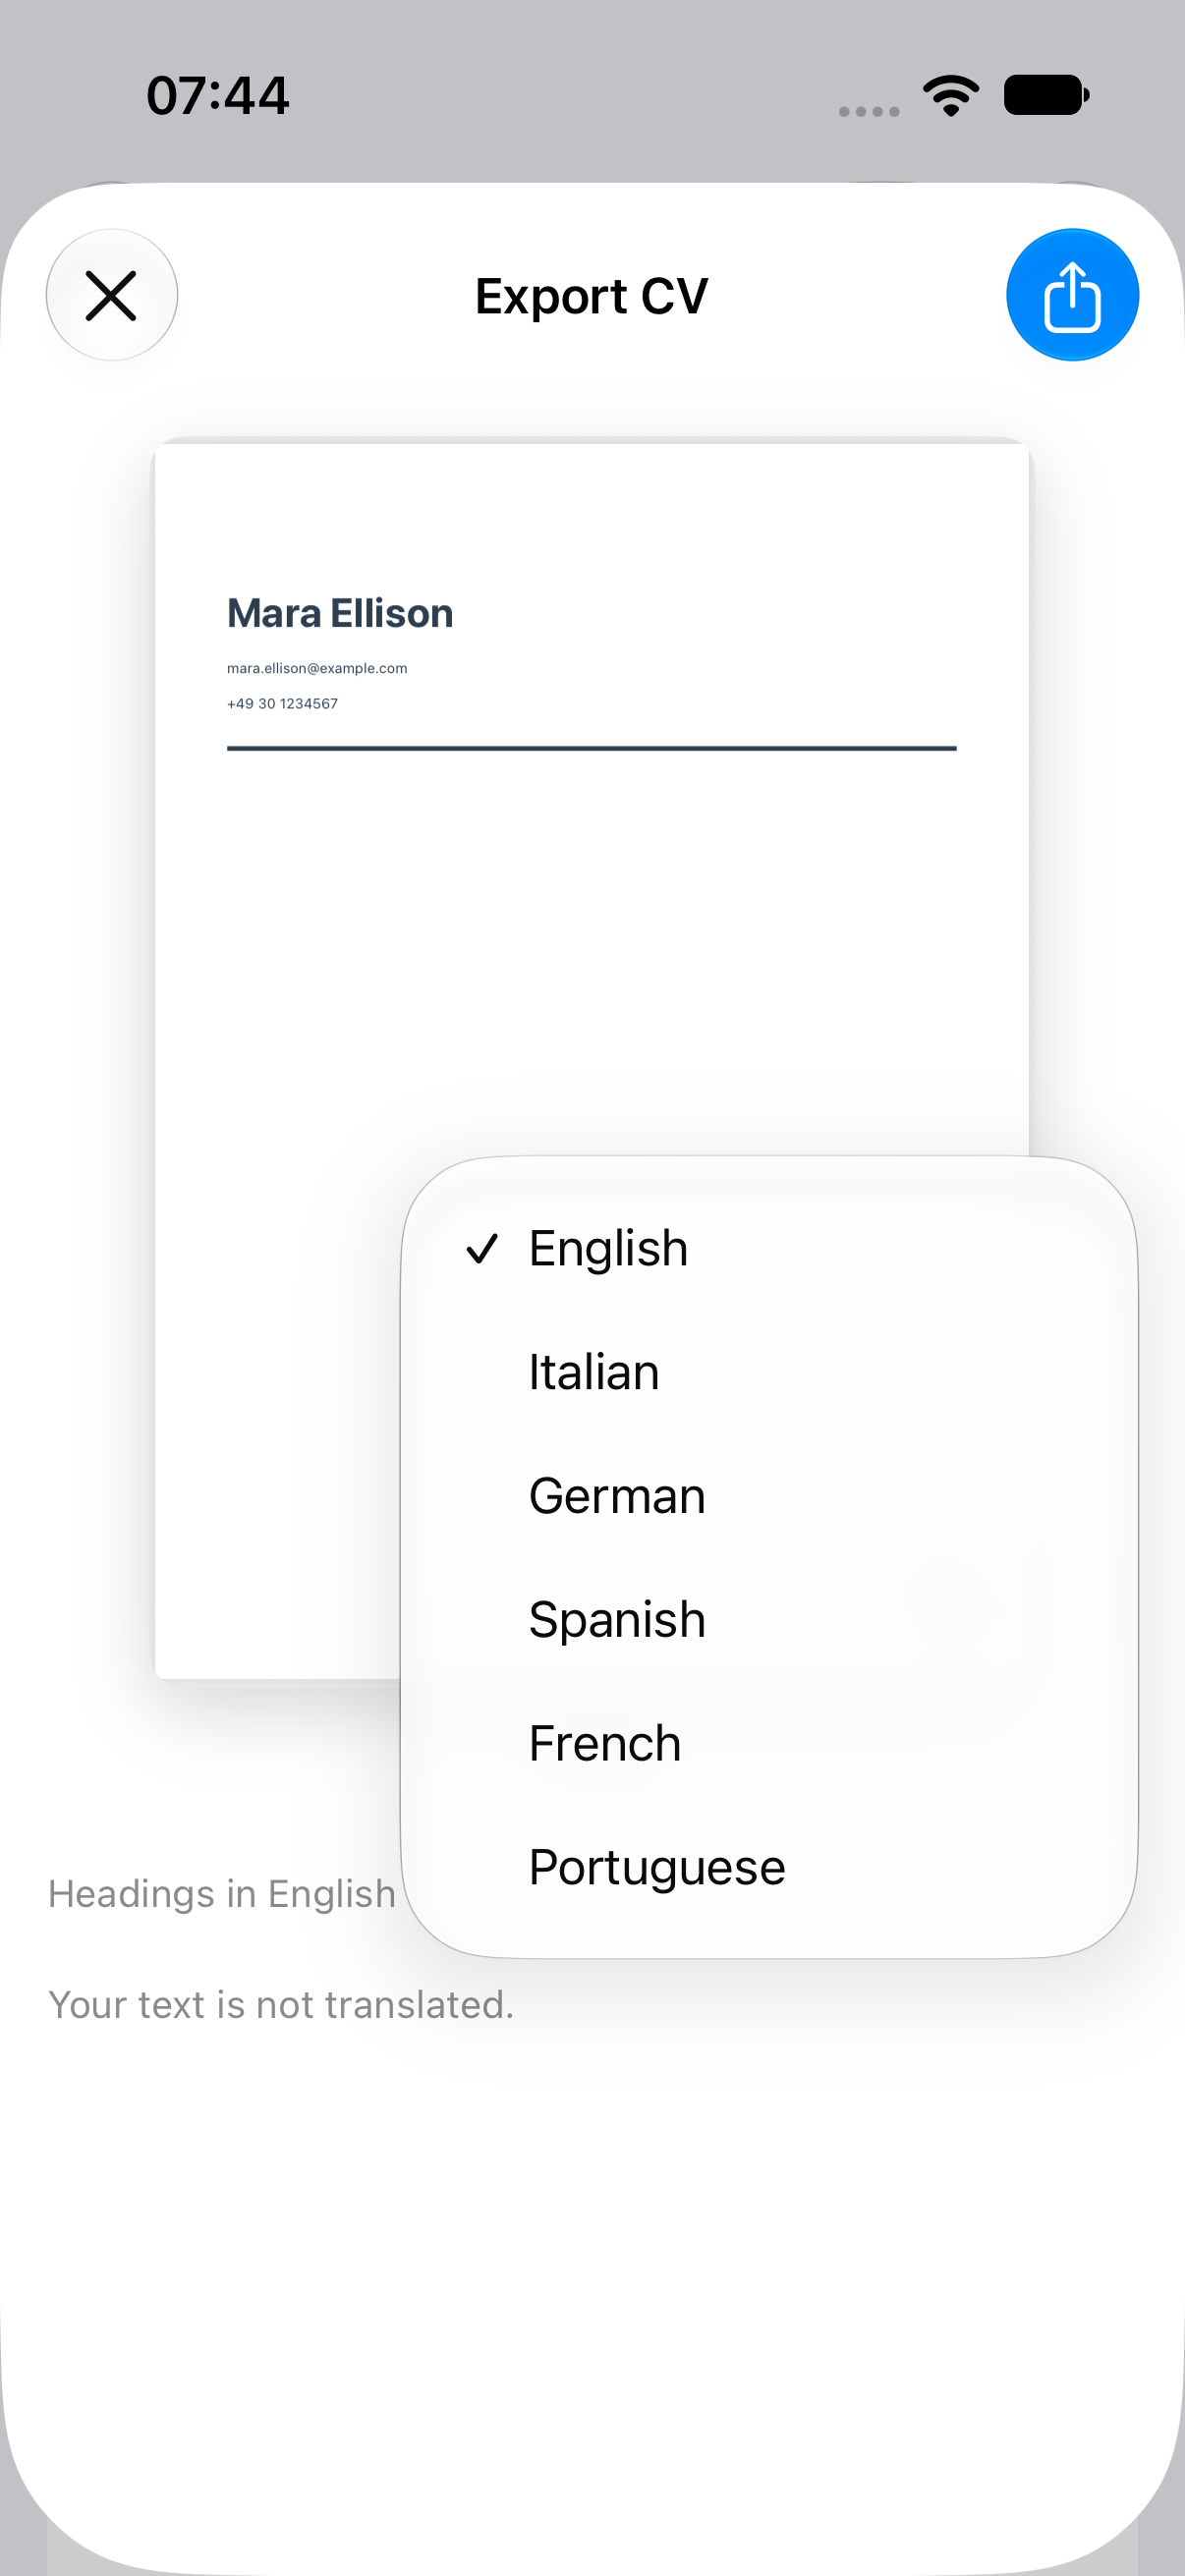 07:44
Export CV
Mara Ellison
mara.ellison@example.com
+49 30 1234567
English
Italian
German
Spanish
French
Portuguese
Headings in English
Your text is not translated.